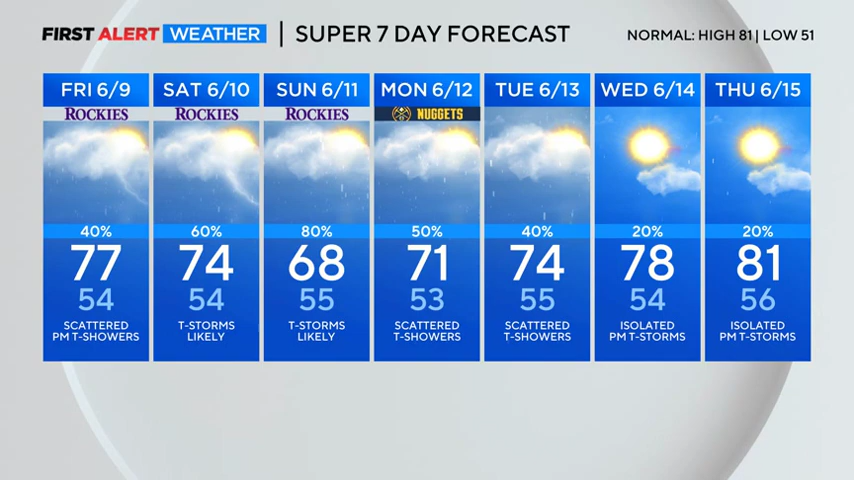 FIRST ALERT WEATHER | SUPER 7 DAY FORECAST NORMAL: HIGH 81 | LOW 51
FRI 6/9
ROCKIES
40%
77
54
SCATTERED
PM T-SHOWERS
SAT 6/10
ROCKIES
60%
74
54
T-STORMS
LIKELY
SUN 6/11
ROCKIES
80%
68
55
T-STORMS
LIKELY
MON 6/12
NUGGETS
50%
71
53
SCATTERED
T-SHOWERS
TUE 6/13
40%
74
55
SCATTERED
T-SHOWERS
WED 6/14
20%
78
54
ISOLATED
PM T-STORMS
THU 6/15
20%
81
56
ISOLATED
PM T-STORMS